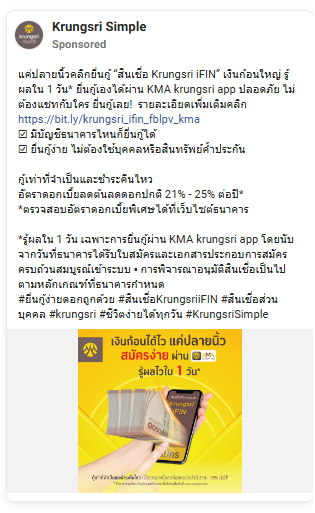 Krungsri Simple
Sponsored
แค่ปลายนิ้วคลิกยื่นกู้ "สินเชื่อ Krungsri iFIN" เงินก้อนใหญ่ รู้
ผลใน 1 วัน* ยื่นกู้เองได้ผ่าน KMA krungsri app ปลอดภัย ไม่
ต้องแชทกับใคร ยื่นกู้เลย! รายละเอียดเพิ่มเติมคลิก
https://bit.ly/krungsri_ifin_fblpv_kma
☑ มีบัญชีธนาคารไหนก็ยื่นกู้ได้
☑ ยื่นกู้ง่าย ไม่ต้องใช้บุคคลหรือสินทรัพย์ค้ำประกัน
กู้เท่าที่จำเป็นและชำระคืนไหว
อัตราดอกเบี้ยลดต้นลดดอกปกติ 21% - 25% ต่อปี*
*ตรวจสอบอัตราดอกเบี้ยพิเศษได้ที่เว็บไซต์ธนาคาร
*รู้ผลใน 1 วัน เฉพาะการยื่นกู้ผ่าน KMA krungsri app โดยนับ
จากวันที่ธนาคารได้รับใบสมัครและเอกสารประกอบการสมัคร
ครบถ้วนสมบูรณ์เข้าระบบ • การพิจารณาอนุมัติสินเชื่อเป็นไป
ตามหลักเกณฑ์ที่ธนาคารกำหนด
#ยื่นกู้ง่ายดอกถูกด้วย #สินเชื่อKrungsriiFIN #สินเชื่อส่วน
บุคคล #krungsri #ชีวิตง่ายได้ทุกวัน #KrungsriSimple
เงินก้อนได้ไว แค่ปลายนิ้ว
สมัครง่าย ผ่าน KMA
รู้ผลไวใน 1 วัน*
Krungsri
iFIN
สมัคร